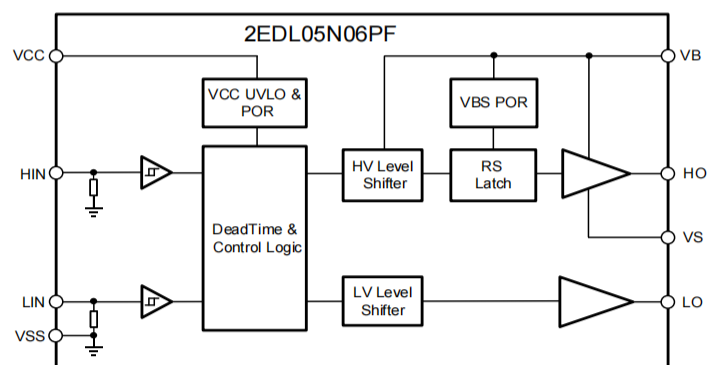 2EDL05N06PF
VCC
VB
VCC UVLO &
POR
VBS POR
HIN
HV Level
Shifter
RS
Latch
HO
DeadTime &
Control Logic
VS
LIN
LV Level
Shifter
LO
VSS